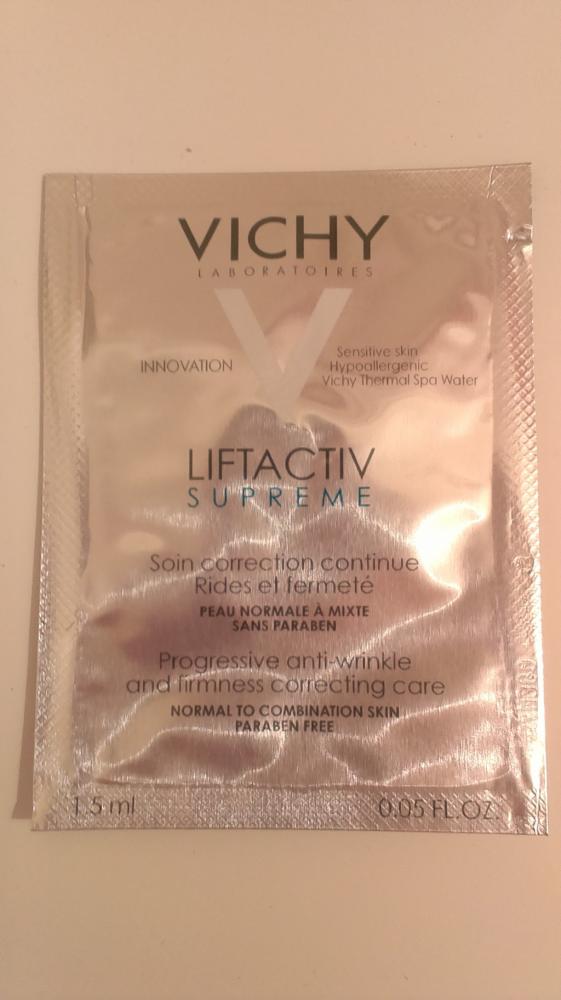 VICHY
LABORATOIRES
V
INNOVATION
Sensitive skin
Hypoallergenic
Vichy Thermal Spa Water
LIFTACTIV
SUPREME
Soin correction continue
Rides et fermeté
PEAU NORMALE À MIXTE
SANS PARABEN
Progressive anti-wrinkle
and firmness correcting care
NORMAL TO COMBINATION SKIN
PARABEN FREE
1.5 ml
0.05 FL.OZ.